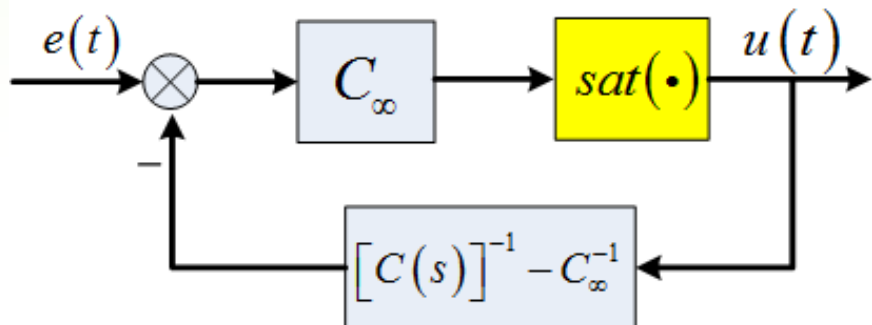 e(t)
C∞
sat(•)
u(t)
−
[C(s)]⁻¹ − C∞⁻¹